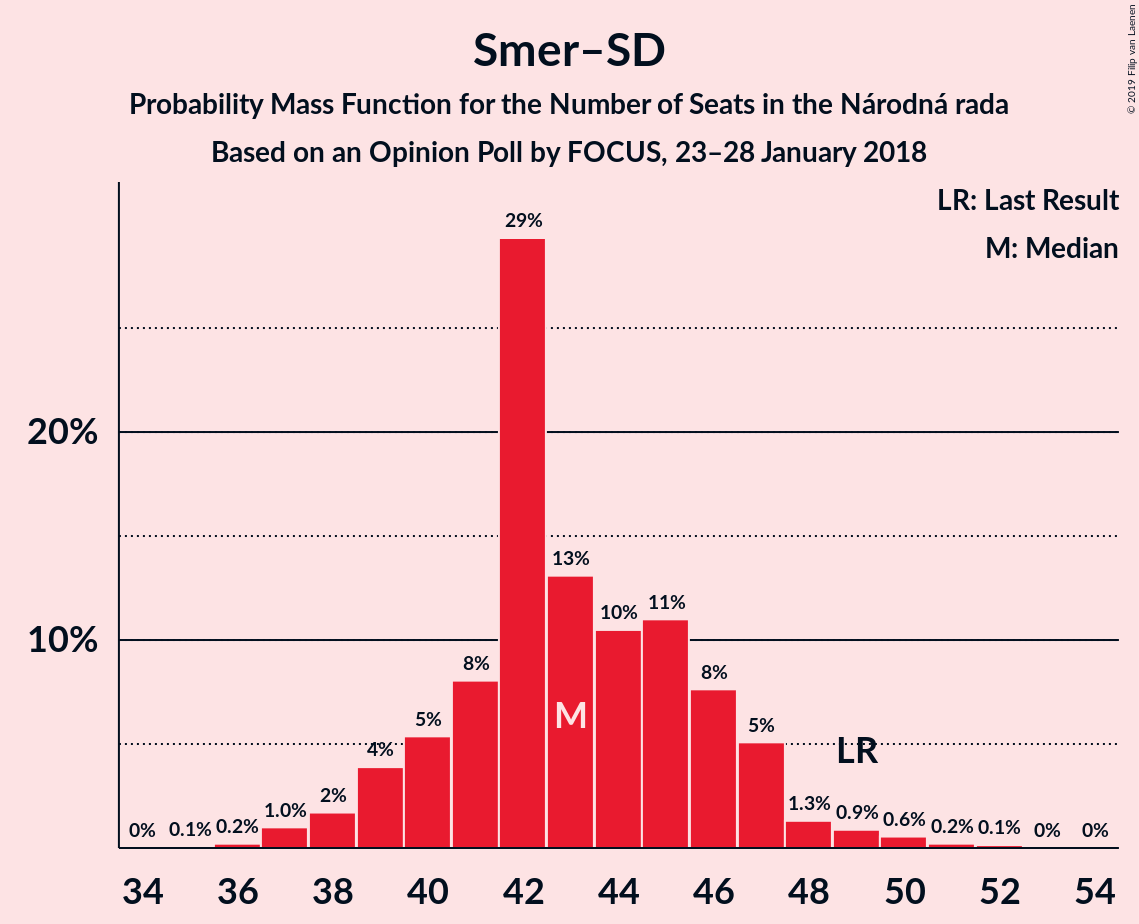 Smer–SD
Probability Mass Function for the Number of Seats in the Národná rada
Based on an Opinion Poll by FOCUS, 23–28 January 2018
© 2019 Filip van Laenen
LR: Last Result
M: Median
29%
20%
13%
11%
10%
10%
8%
8%
M
5%
5%
4%
LR
2%
1.3%
1.0%
0.9%
0.6%
0% 0.1% 0.2%
0.2% 0.1% 0% 0%
34 36 38 40 42 44 46 48 50 52 54